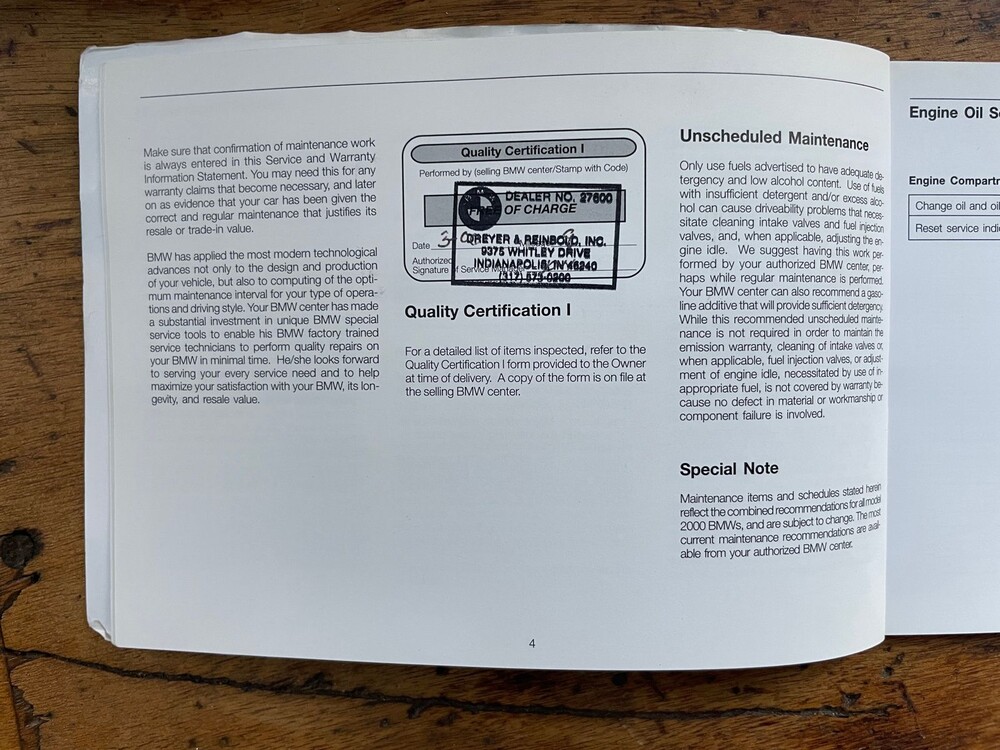 Make sure that confirmation of maintenance work
is always entered in this Service and Warranty
Information Statement. You may need this for any
warranty claims that become necessary, and later
on as evidence that your car has been given the
correct and regular maintenance that justifies its
resale or trade-in value.
BMW has applied the most modern technological
advances not only to the design and production
of your vehicle, but also to computing of the opti-
mum maintenance interval for your type of opera-
tions and driving style. Your BMW center has made
a substantial investment in unique BMW special
service tools to enable his BMW factory trained
service technicians to perform quality repairs on
your BMW in minimal time. He/she looks forward
to serving your every service need and to help
maximize your satisfaction with your BMW, its lon-
gevity, and resale value.
Quality Certification I
Performed by (selling BMW center/Stamp with Code)
DEALER NO. 27600
FREE OF CHARGE
Date
DREYER & REINBOLD, INC.
9375 WHITLEY DRIVE
Authorized
INDIANAPOLIS, IN 46240
Signature of Service Manager
(317) 573-0200
Quality Certification I
For a detailed list of items inspected, refer to the
Quality Certification I form provided to the Owner
at time of delivery. A copy of the form is on file at
the selling BMW center.
Unscheduled Maintenance
Only use fuels advertised to have adequate de-
tergency and low alcohol content. Use of fuels
with insufficient detergent and/or excess alco-
hol can cause driveability problems that neces-
sitate cleaning intake valves and fuel injection
valves, and, when applicable, adjusting the en-
gine idle. We suggest having this work per-
formed by your authorized BMW center, per-
haps while regular maintenance is performed.
Your BMW center can also recommend a gaso-
line additive that will provide sufficient detergency.
While this recommended unscheduled mainte-
nance is not required in order to maintain the
emission warranty, cleaning of intake valves or,
when applicable, fuel injection valves, or adjust-
ment of engine idle, necessitated by use of in-
appropriate fuel, is not covered by warranty be-
cause no defect in material or workmanship or
component failure is involved.
Special Note
Maintenance items and schedules stated herein
reflect the combined recommendations for all model
2000 BMWs, and are subject to change. The most
current maintenance recommendations are avail-
able from your authorized BMW center.
4
Engine Oil
Engine
Change oil and oil
Reset service